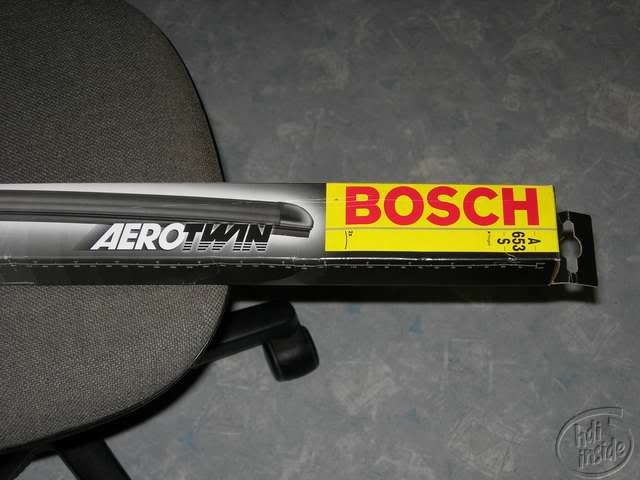 BOSCH
AEROTWIN
A
653
S
hdi
inside